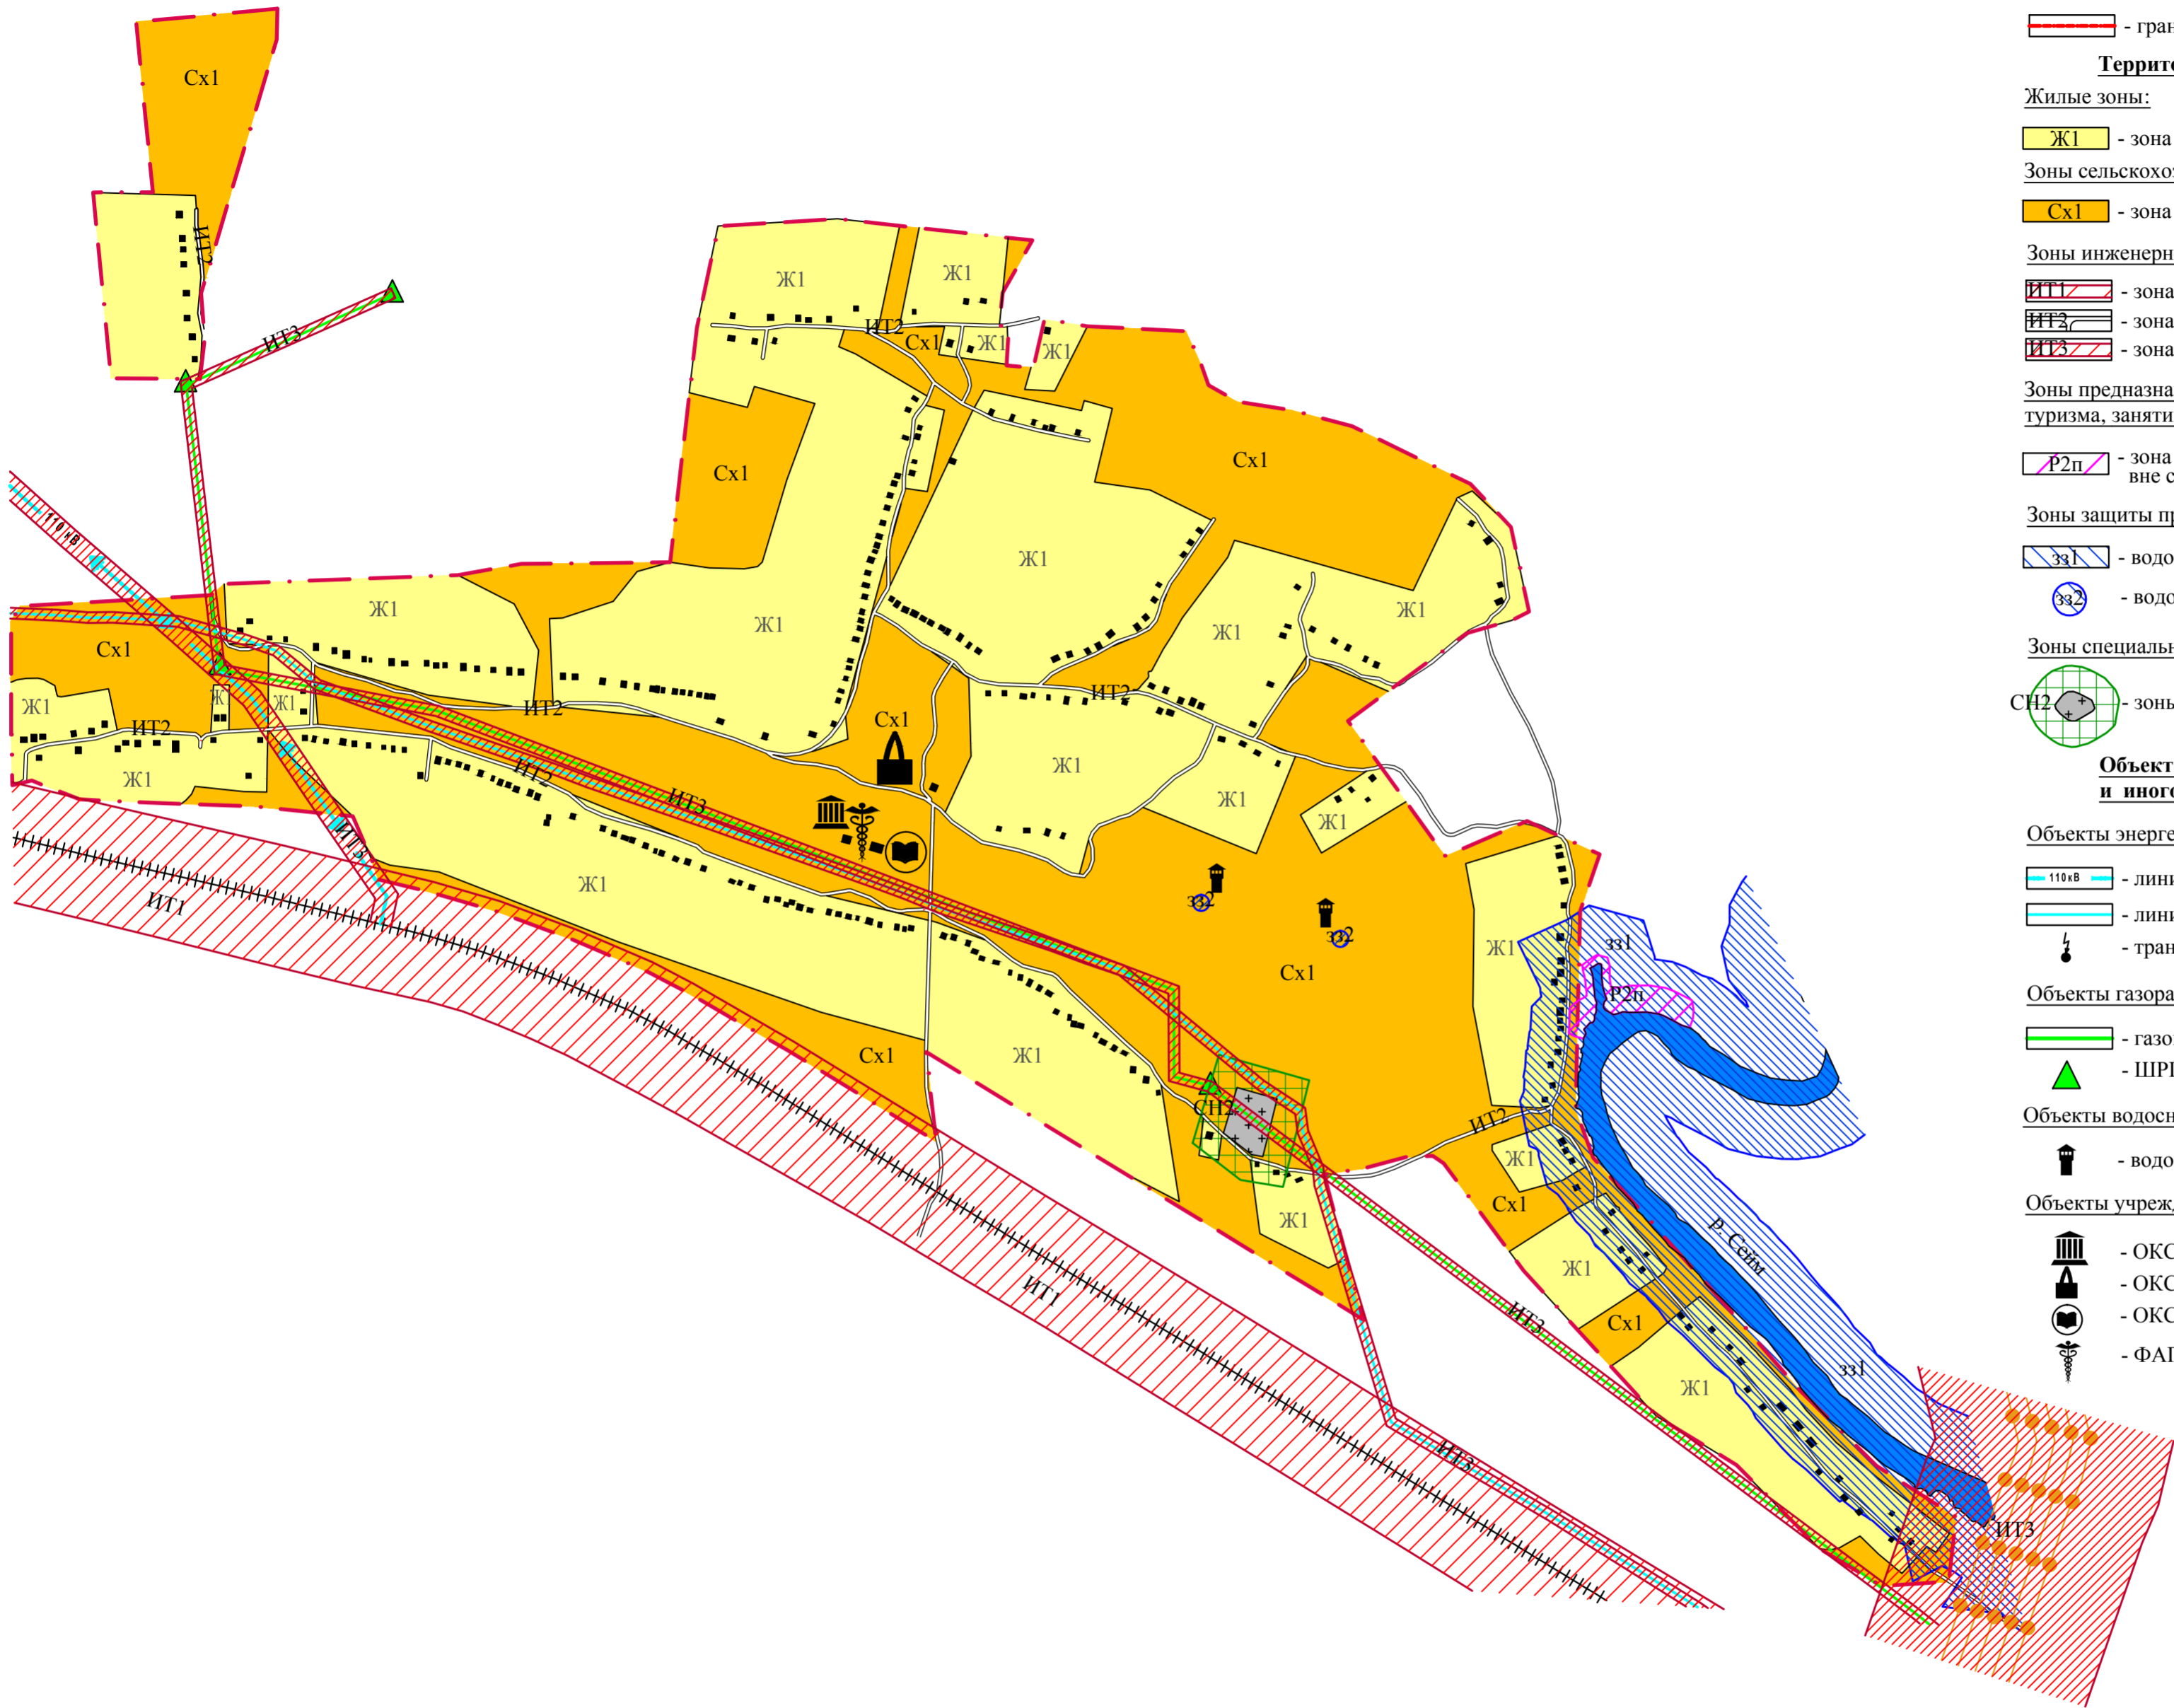 Сх1
ИТ3
ИТ3
110 кВ
Ж1
Ж1
ИТ2
Сх1
Ж1
Ж1
Сх1
Сх1
Ж1
Ж1
Ж1
Ж1
Ж1
Сх1
Ж1
Ж1
Ж1
ИТ2
Ж1
ИТ2
ИТ2
Сх1
Ж1
ИТ2
Ж1
Ж1
Ж1
ИТ3
ИТ3
Ж1
ИТ1
зз2
зз2
Сх1
Ж1
зз1
Р2п
Сх1
Ж1
СН2
ИТ2
Ж1
Сх1
Ж1
Ж1
р. Сейм
ИТ1
ИТ3
Сх1
зз1
Ж1
ИТ3
ИТ3
- гран
Террите
Жилые зоны:
Ж1 - зона
Зоны сельскохоз
Сх1 - зона
Зоны инженерн
ИТ1 - зона
ИТ2 - зона
ИТ3 - зона
Зоны предназна
туризма, заняти
Р2п - зона
вне с
Зоны защиты пр
зз1 - водо
зз2 - водо
Зоны специальн
СН2 - зоны
Объект
и иного
Объекты энерге
110кВ - лини
- лини
- тран
Объекты газора
- газо
- ШРП
Объекты водосн
- водо
Объекты учреж
- ОКС
- ОКС
- ОКС
- ФАП